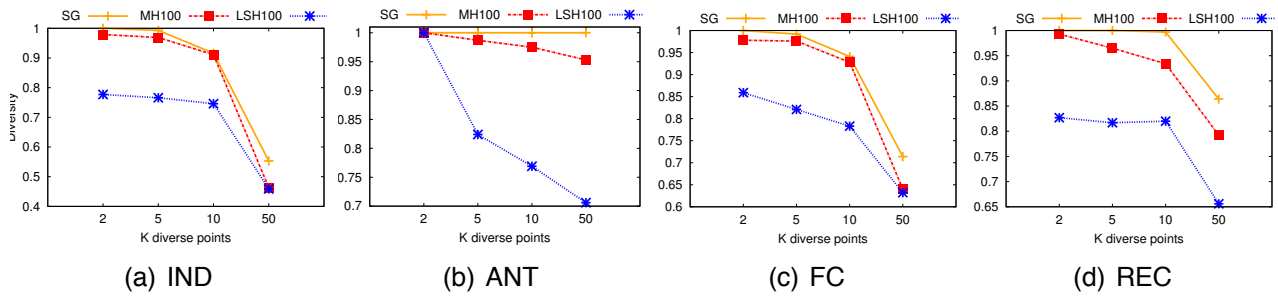 SG MH100 LSH100
1
0.9
0.8
0.7
0.6
0.5
0.4
Diversity
2 5 10 50
K diverse points
(a) IND
SG MH100 LSH100
1
0.95
0.9
0.85
0.8
0.75
0.7
2 5 10 50
K diverse points
(b) ANT
SG MH100 LSH100
1
0.95
0.9
0.85
0.8
0.75
0.7
0.65
0.6
2 5 10 50
K diverse points
(c) FC
SG MH100 LSH100
1
0.95
0.9
0.85
0.8
0.75
0.7
0.65
2 5 10 50
K diverse points
(d) REC